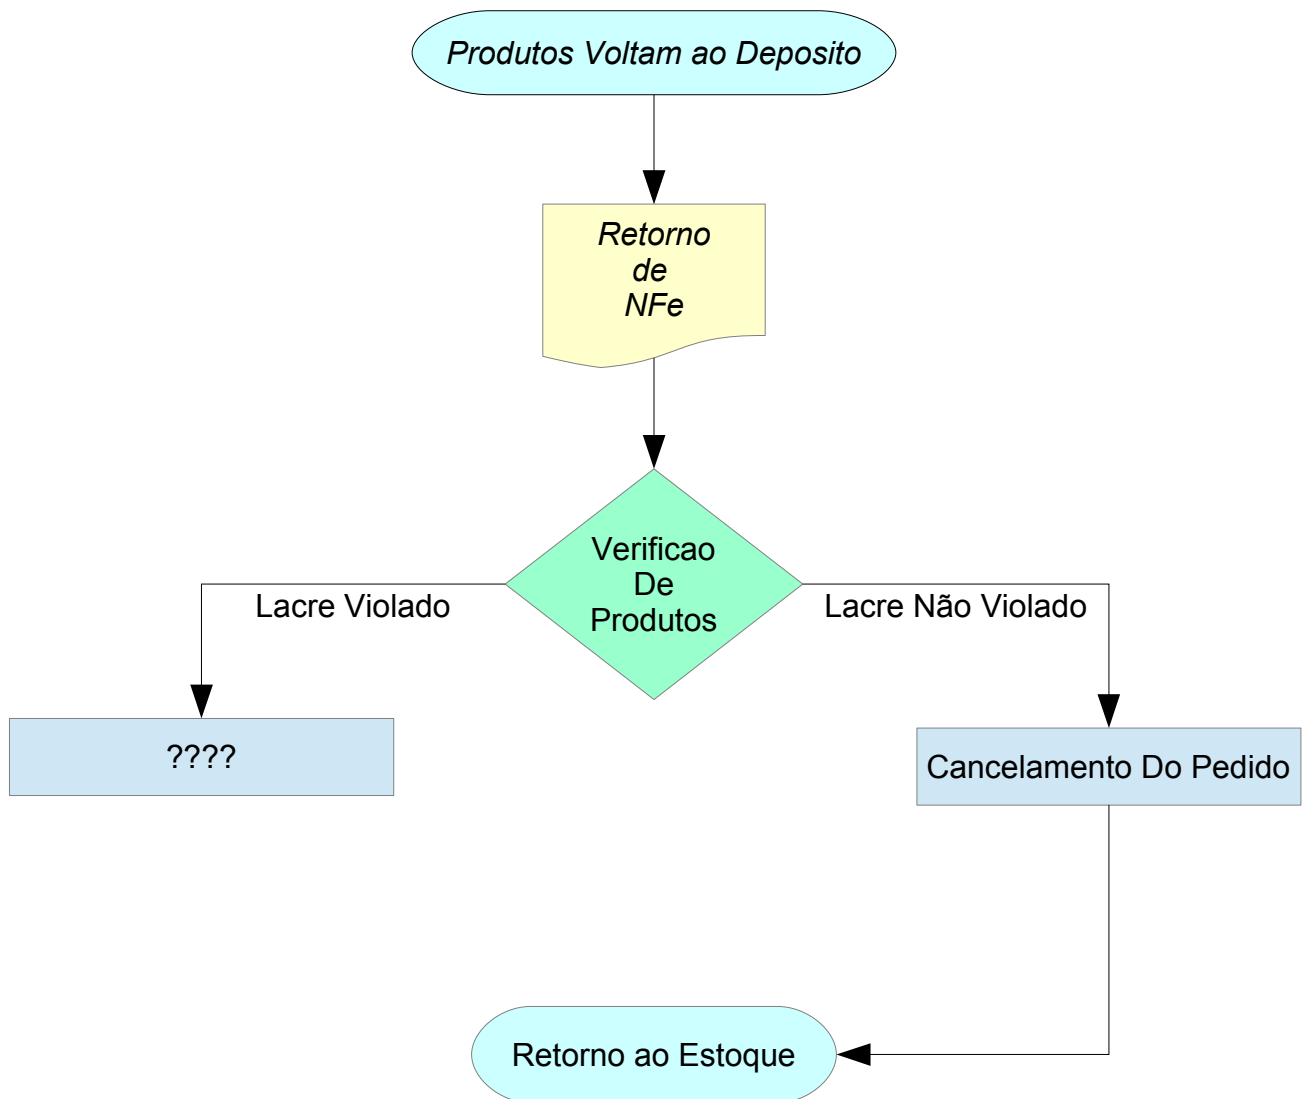 Produtos Voltam ao Deposito
Retorno
de
NFe
Verificao
De
Produtos
Lacre Violado
Lacre Não Violado
????
Cancelamento Do Pedido
Retorno ao Estoque